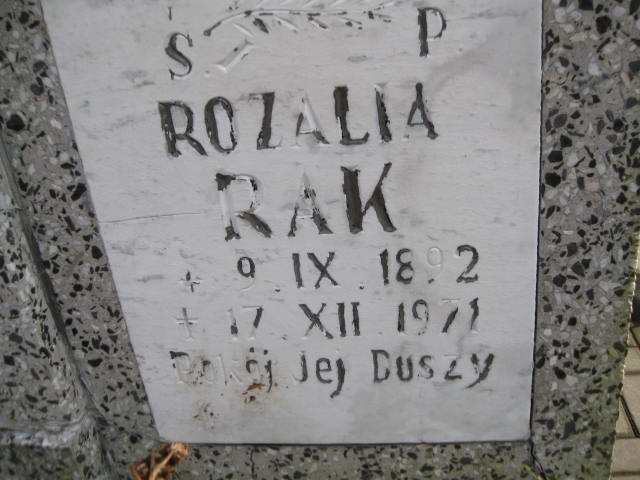 Ś. P.
ROZALIA
RAK
+ 9. IX. 1892
+ 17. XII. 1971
Pokój Jej Duszy